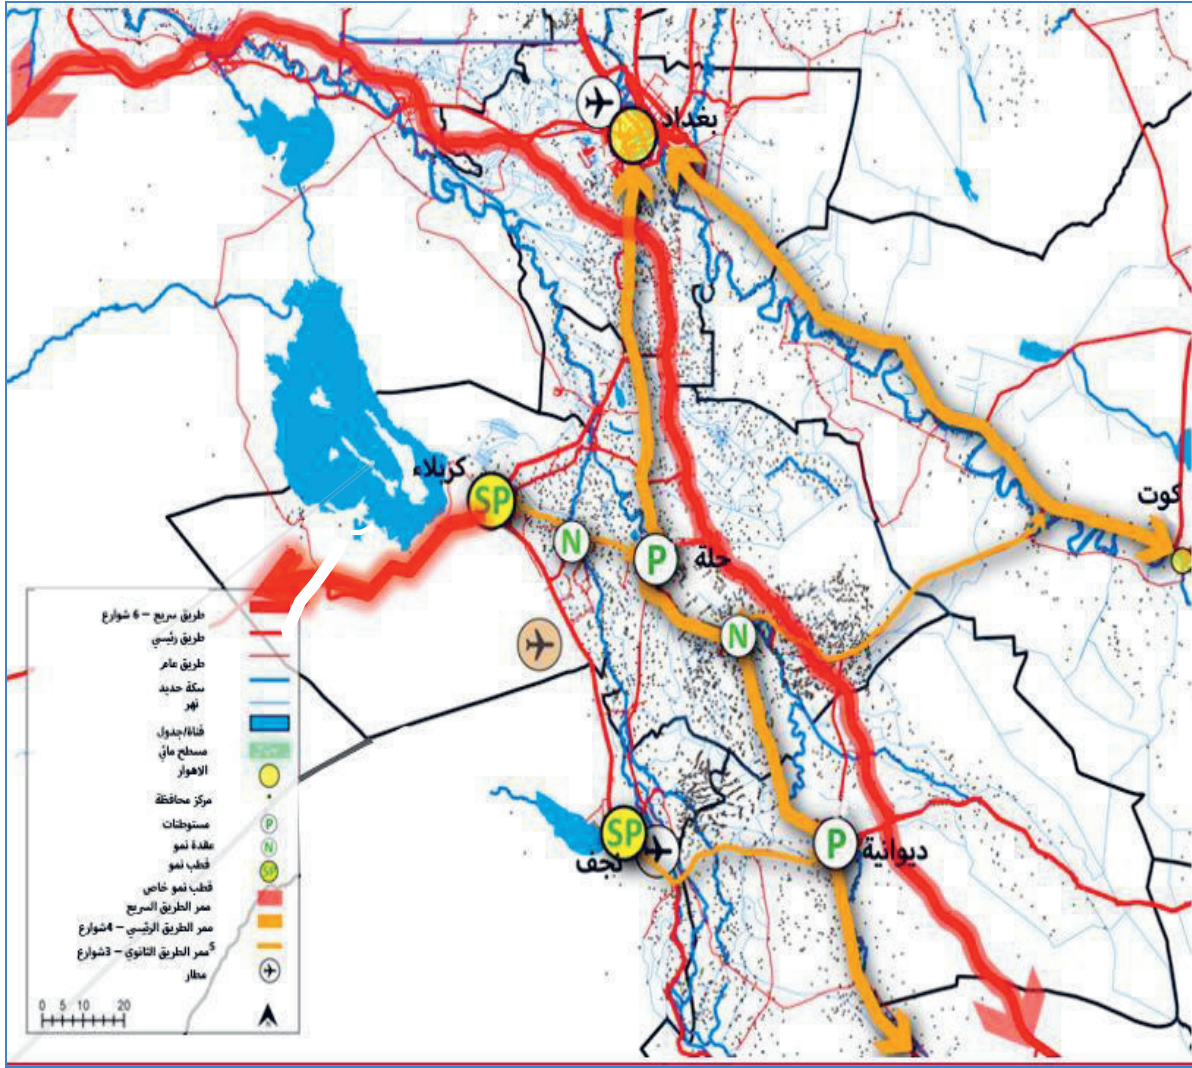 بغداد
كربلاء
SP
كوت
N
P
حلة
N
SP
نجف
P
ديوانية
طريق سريع – 6 شوارع
طريق رئيسي
طريق عام
سكة حديد
نهر
قناة/جدول
مسطح مائي
الاهوار
مركز محافظة
مستوطنات
P
عقدة نمو
N
قطب نمو
SP
قطب نمو خاص
ممر الطريق السريع
ممر الطريق الرئيسي – 4شوارع
ممر الطريق الثانوي – 3شوارع5
مطار
0 5 10 20